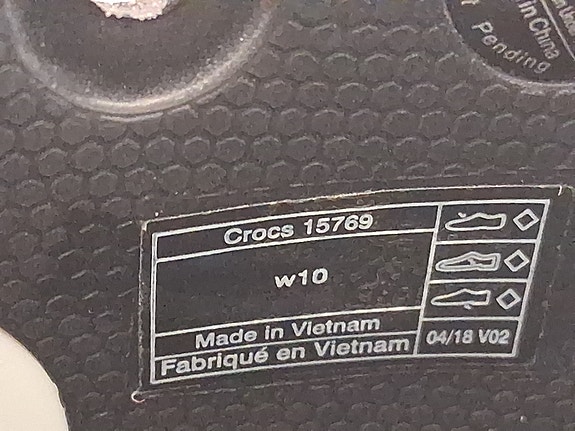 in China
Pending
Crocs 15769
w10
Made in Vietnam
Fabriqué en Vietnam
04/18 V02